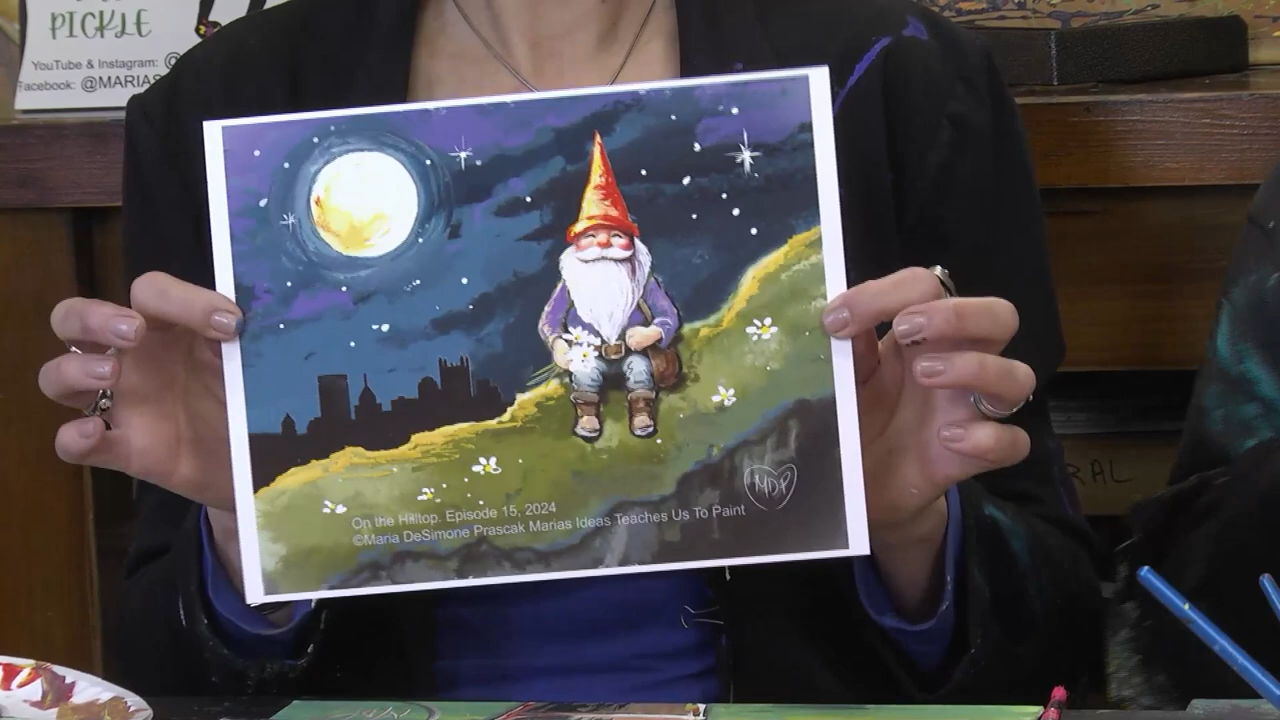 PICKLE
YouTube & Instagram: @
Facebook: @MARIAS
On the Hilltop. Episode 15, 2024
©Maria DeSimone Prascak Marias Ideas Teaches Us To Paint
MDP
RAL